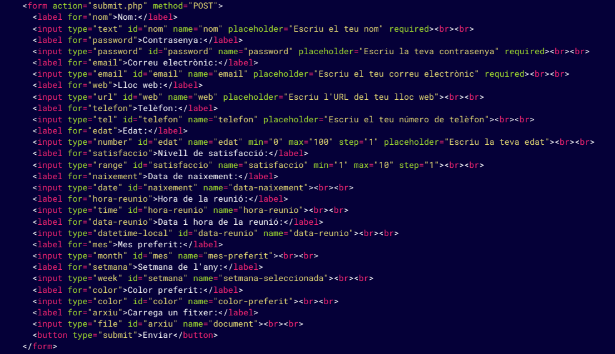 <form action="submit.php" method="POST">
<label for="nom">Nom:</label>
<input type="text" id="nom" name="nom" placeholder="Escriu el teu nom" required><br><br>
<label for="password">Contrasenya:</label>
<input type="password" id="password" name="password" placeholder="Escriu la teva contrasenya" required><br><br>
<label for="email">Correu electrònic:</label>
<input type="email" id="email" name="email" placeholder="Escriu el teu correu electrònic" required><br><br>
<label for="web">Lloc web:</label>
<input type="url" id="web" name="web" placeholder="Escriu l'URL del teu lloc web"><br><br>
<label for="telefon">Telèfon:</label>
<input type="tel" id="telefon" name="telefon" placeholder="Escriu el teu número de telèfon"><br><br>
<label for="edat">Edat:</label>
<input type="number" id="edat" name="edat" min="0" max="100" step="1" placeholder="Escriu la teva edat"><br><br>
<label for="satisfaccio">Nivell de satisfacció:</label>
<input type="range" id="satisfaccio" name="satisfaccio" min="1" max="10" step="1"><br><br>
<label for="naixement">Data de naixement:</label>
<input type="date" id="naixement" name="data-naixement"><br><br>
<label for="hora-reunio">Hora de la reunió:</label>
<input type="time" id="hora-reunio" name="hora-reunio"><br><br>
<label for="data-reunio">Data i hora de la reunió:</label>
<input type="datetime-local" id="data-reunio" name="data-reunio"><br><br>
<label for="mes">Mes preferit:</label>
<input type="month" id="mes" name="mes-preferit"><br><br>
<label for="setmana">Setmana de l'any:</label>
<input type="week" id="setmana" name="setmana-seleccionada"><br><br>
<label for="color">Color preferit:</label>
<input type="color" id="color" name="color-preferit"><br><br>
<label for="arxiu">Carrega un fitxer:</label>
<input type="file" id="arxiu" name="document"><br><br>
<button type="submit">Enviar</button>
</form>